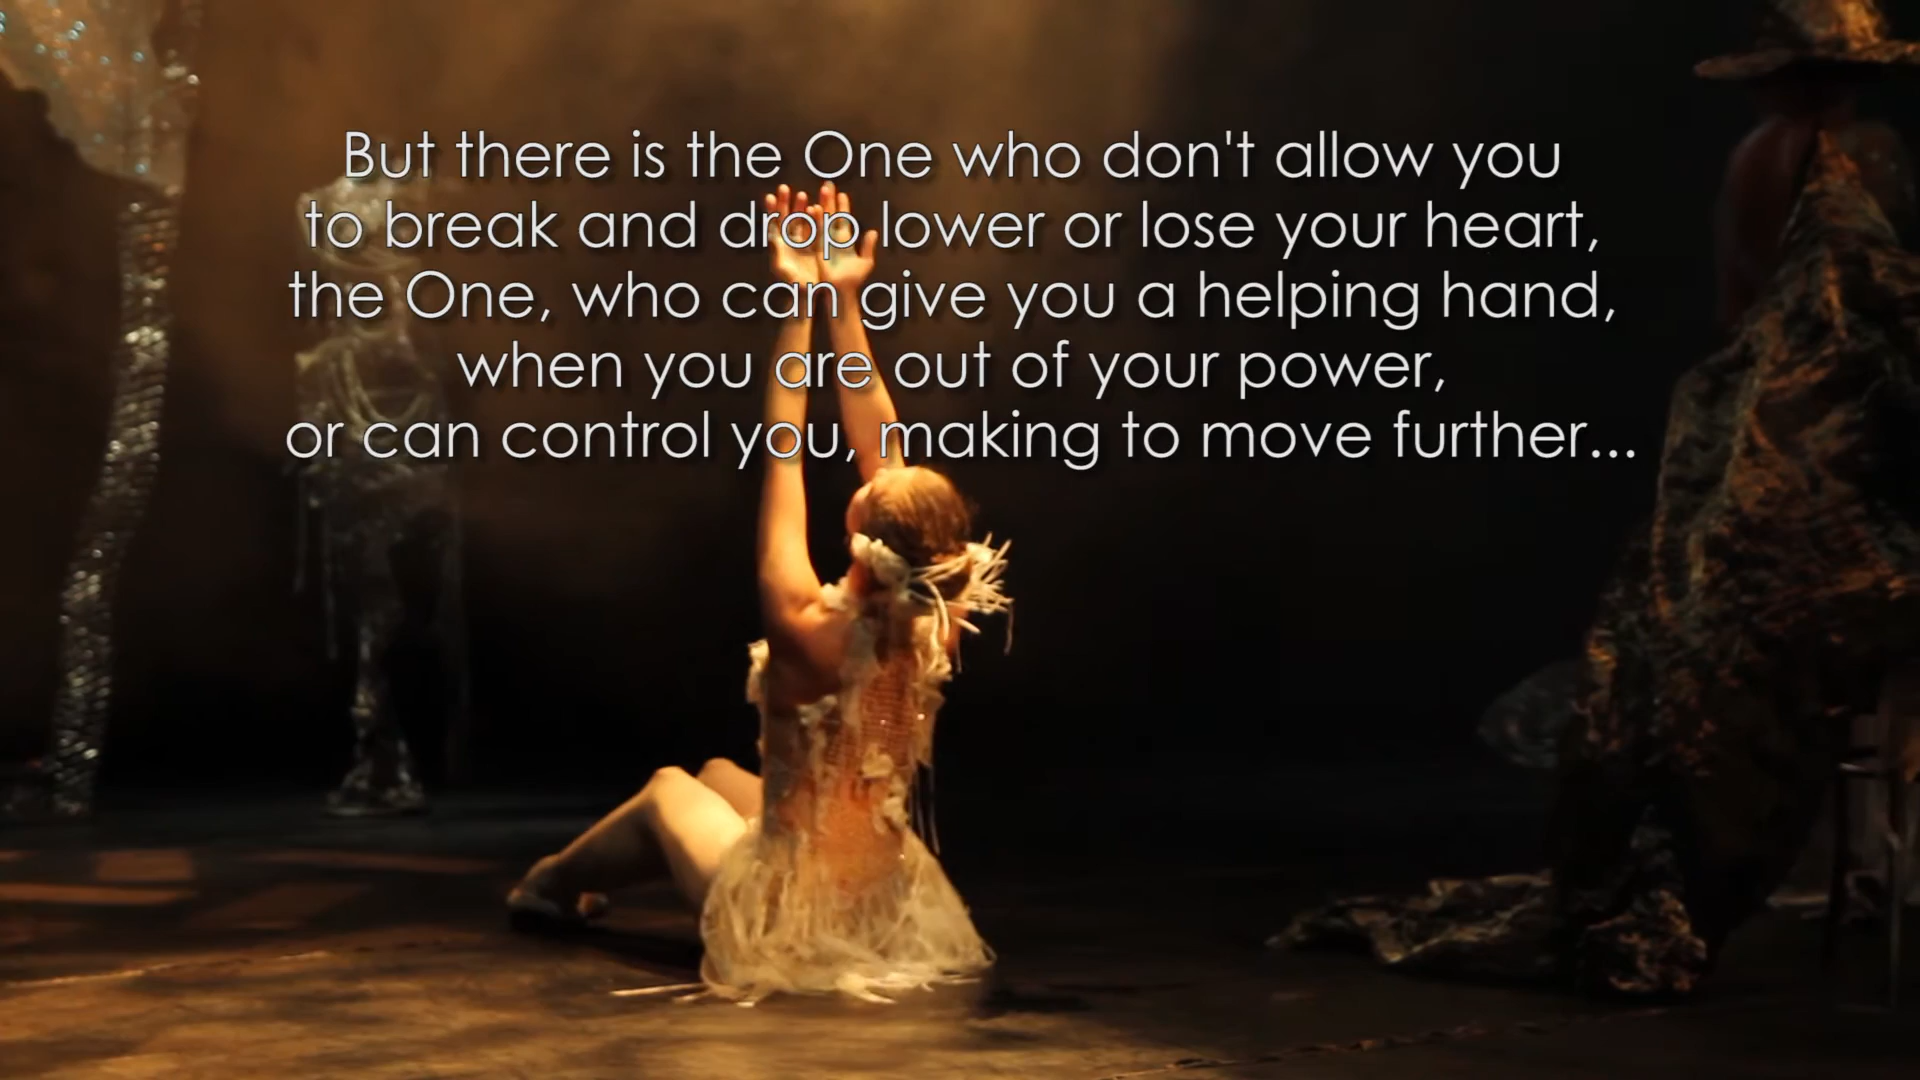 But there is the One who don't allow you
to break and drop lower or lose your heart,
the One, who can give you a helping hand,
when you are out of your power,
or can control you, making to move further...